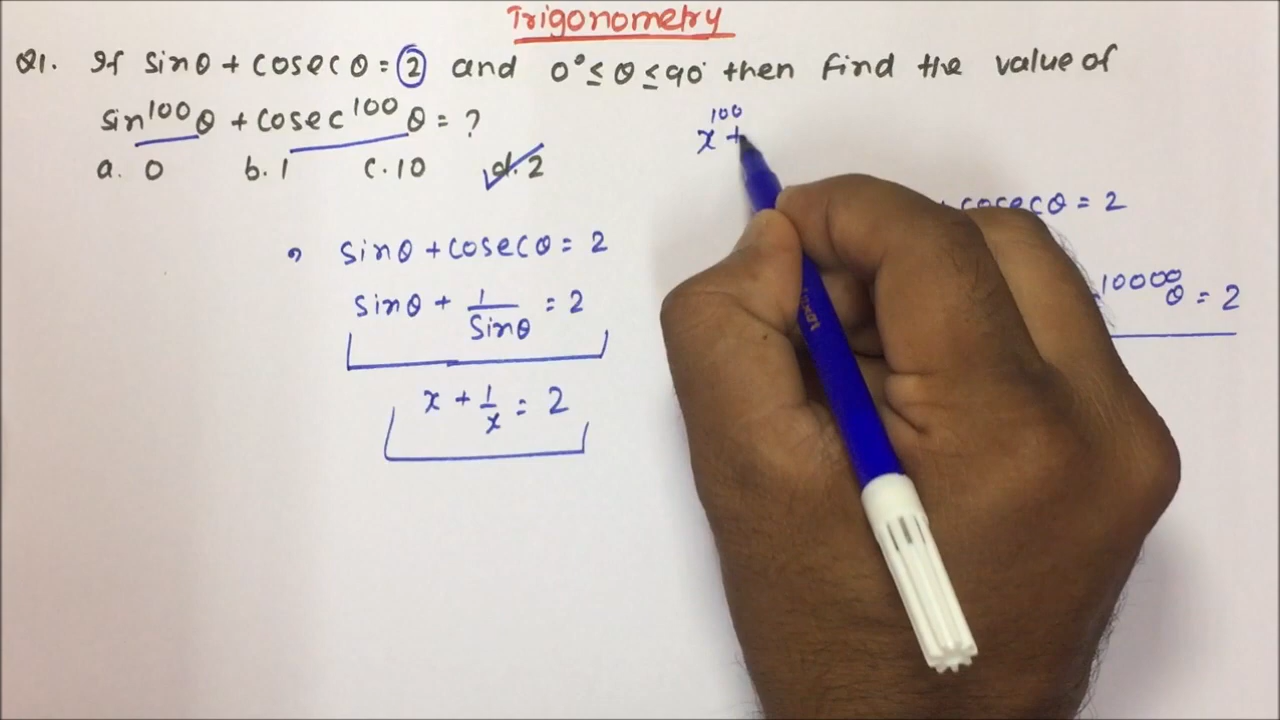 Trigonometry
Q1. If sinθ + cosecθ = 2 and 0° ≤ θ ≤ 90° then find the value of
sin¹⁰⁰θ + cosec¹⁰⁰θ = ?
a. 0 b. 1 c. 10 d. 2
x¹⁰⁰ +
cosecθ = 2
, sinθ + cosecθ = 2
10000 θ = 2
sinθ + 1/sinθ = 2
x + 1/x = 2